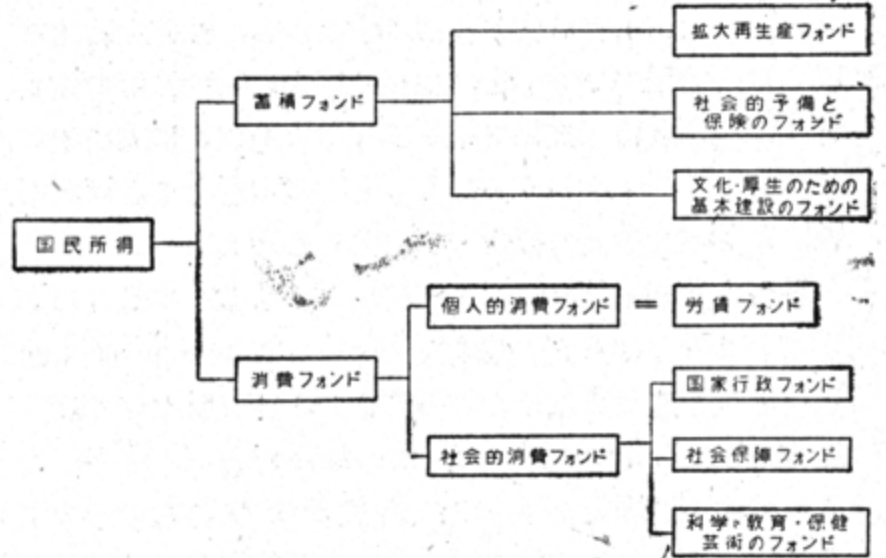 拡大再生産フォンド
蓄積フォンド
社会的予備と
保険のフォンド
文化・厚生のための
基本建設のフォンド
国民所得
個人的消費フォンド = 労賃フォンド
消費フォンド
国家行政フォンド
社会的消費フォンド
社会保障フォンド
科学・教育・保健
芸術のフォンド